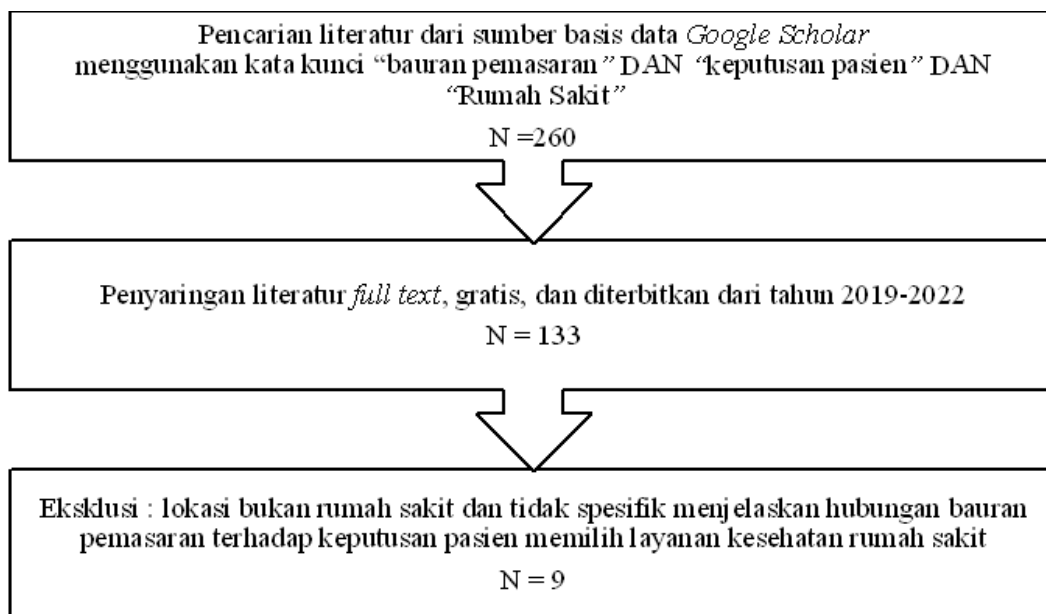 Pencarian literatur dari sumber basis data Google Scholar
menggunakan kata kunci “bauran pemasaran” DAN “keputusan pasien” DAN
“Rumah Sakit”
N =260
Penyaringan literatur full text, gratis, dan diterbitkan dari tahun 2019-2022
N = 133
Eksklusi : lokasi bukan rumah sakit dan tidak spesifik menjelaskan hubungan bauran
pemasaran terhadap keputusan pasien memilih layanan kesehatan rumah sakit
N = 9